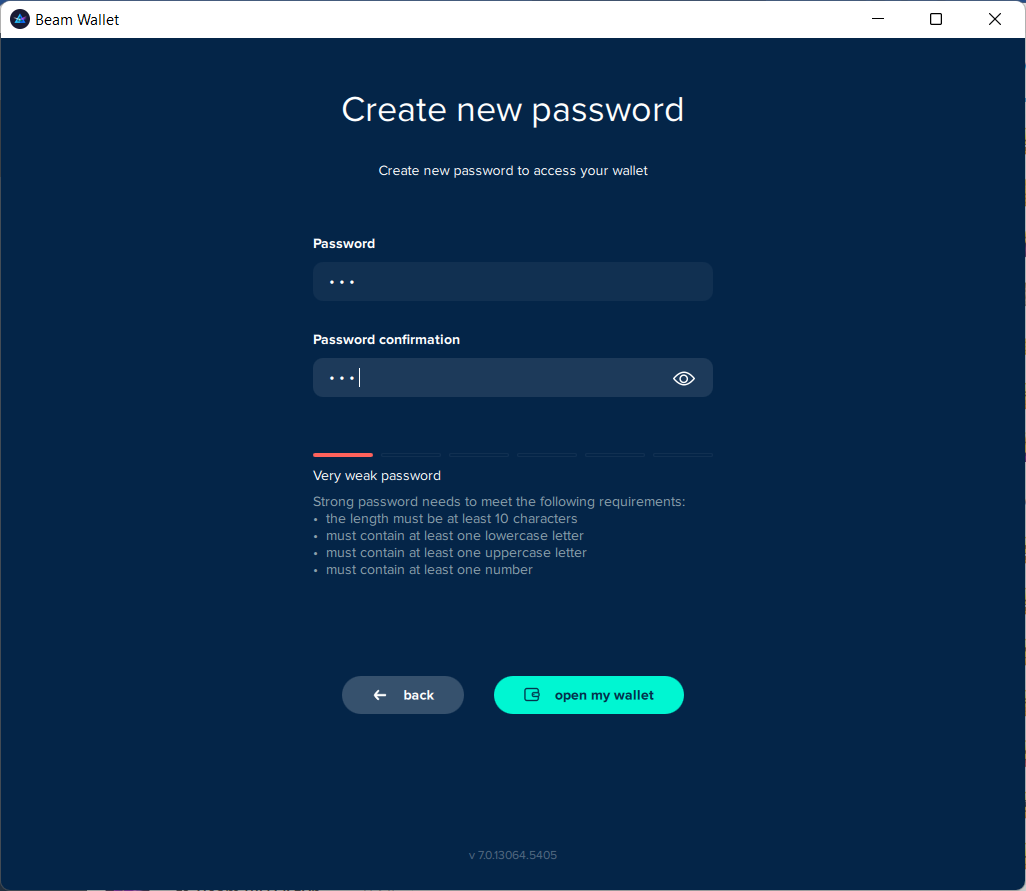 Beam Wallet
Create new password
Create new password to access your wallet
Password
•••
Password confirmation
•••
Very weak password
Strong password needs to meet the following requirements:
• the length must be at least 10 characters
• must contain at least one lowercase letter
• must contain at least one uppercase letter
• must contain at least one number
back
open my wallet
v 7.0.13064.5405